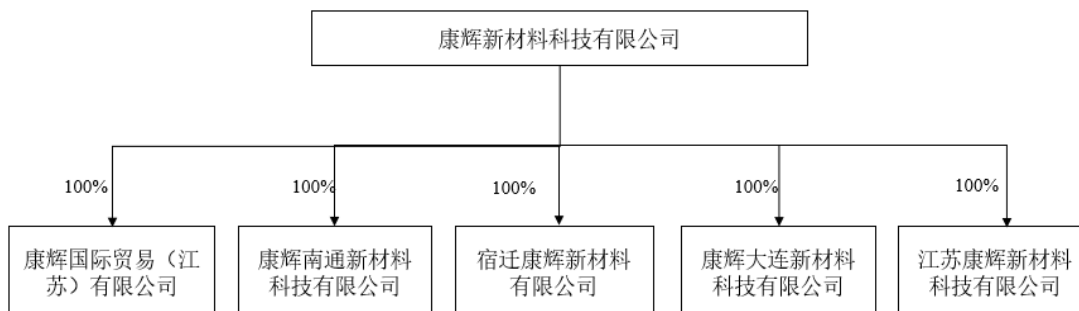 康辉新材料科技有限公司
100%
100%
100%
100%
100%
康辉国际贸易（江
苏）有限公司
康辉南通新材料
科技有限公司
宿迁康辉新材料
有限公司
康辉大连新材料
科技有限公司
江苏康辉新材料
科技有限公司